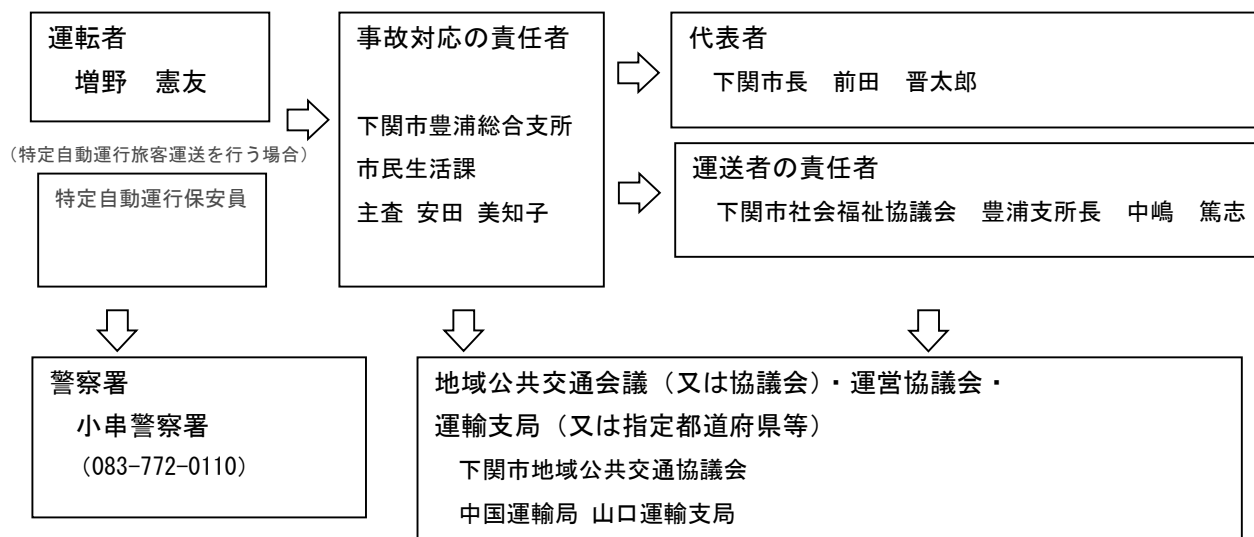 運転者
増野　憲友
(特定自動運行旅客運送を行う場合)
特定自動運行保安員
事故対応の責任者
下関市豊浦総合支所
市民生活課
主査 安田 美知子
代表者
下関市長　前田　晋太郎
運送者の責任者
下関市社会福祉協議会　豊浦支所長　中嶋　篤志
警察署
小串警察署
(083-772-0110)
地域公共交通会議（又は協議会）・運営協議会・
運輸支局（又は指定都道府県等）
下関市地域公共交通協議会
中国運輸局 山口運輸支局